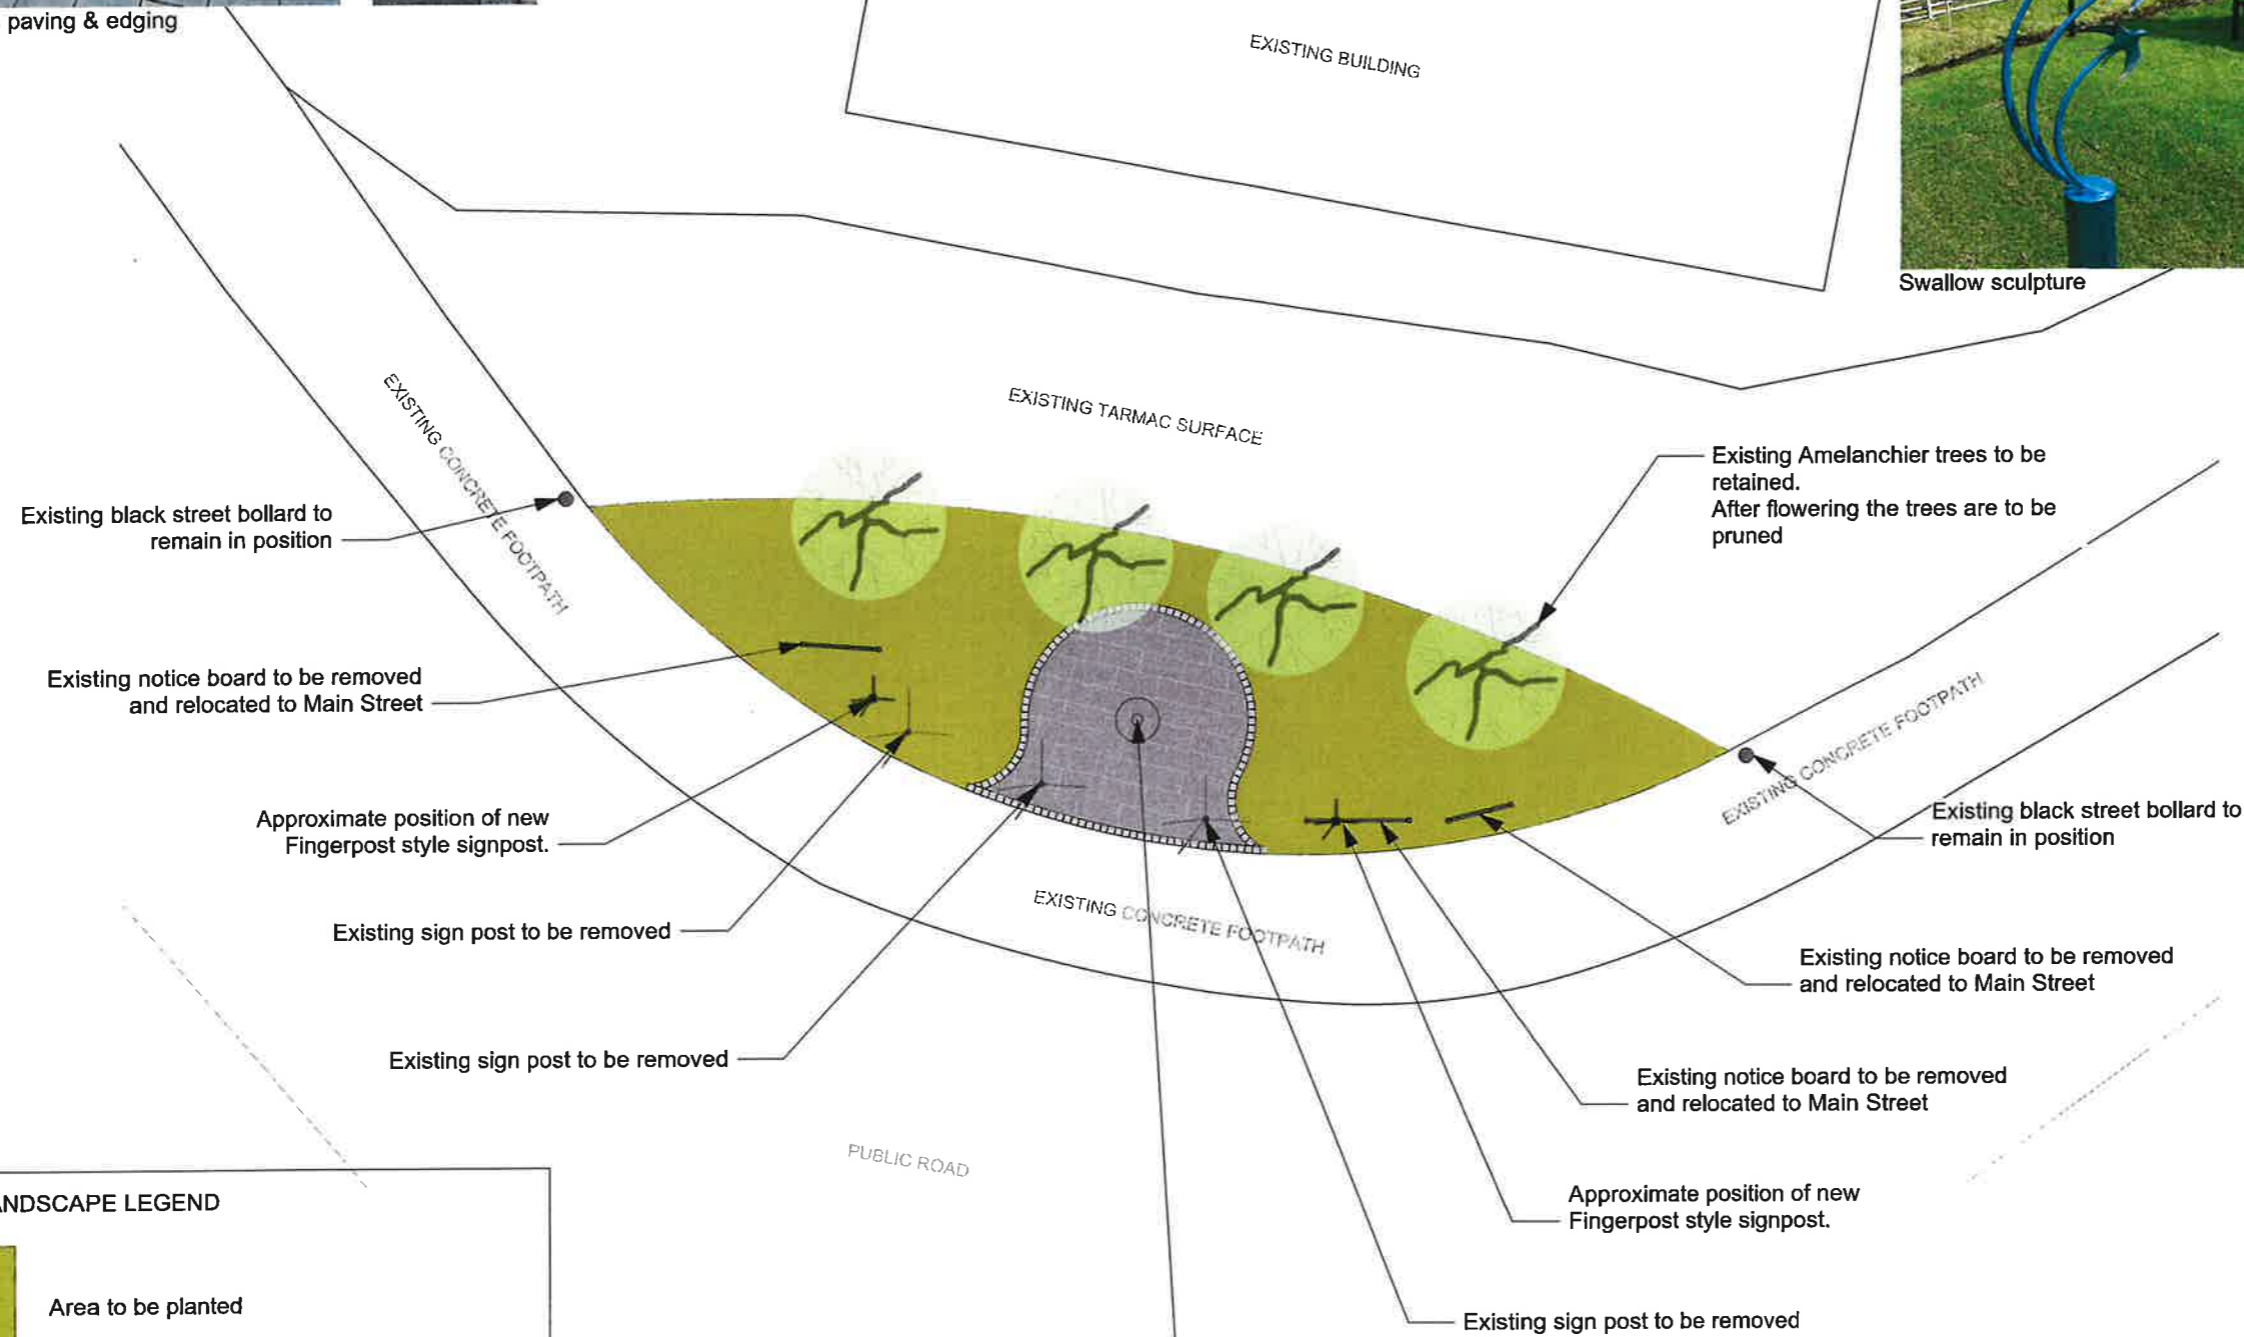 paving & edging
EXISTING BUILDING
Swallow sculpture
EXISTING TARMAC SURFACE
EXISTING CONCRETE FOOTPATH
Existing Amelanchier trees to be
retained.
After flowering the trees are to be
pruned
Existing black street bollard to
remain in position
Existing notice board to be removed
and relocated to Main Street
EXISTING CONCRETE FOOTPATH
Existing black street bollard to
remain in position
Approximate position of new
Fingerpost style signpost.
EXISTING CONCRETE FOOTPATH
Existing sign post to be removed
Existing notice board to be removed
and relocated to Main Street
Existing sign post to be removed
Existing notice board to be removed
and relocated to Main Street
PUBLIC ROAD
Approximate position of new
Fingerpost style signpost.
LANDSCAPE LEGEND
Area to be planted
Existing sign post to be removed